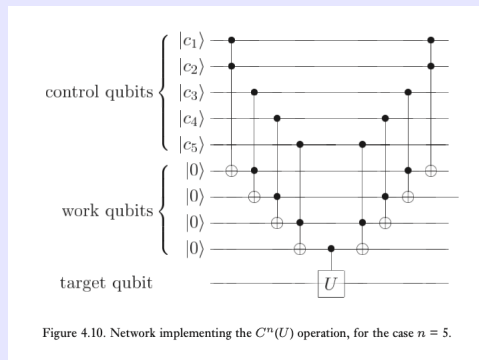 |c₁⟩
|c₂⟩
control qubits |c₃⟩
|c₄⟩
|c₅⟩
|0⟩
work qubits |0⟩
|0⟩
|0⟩
target qubit U
Figure 4.10. Network implementing the Cⁿ(U) operation, for the case n = 5.